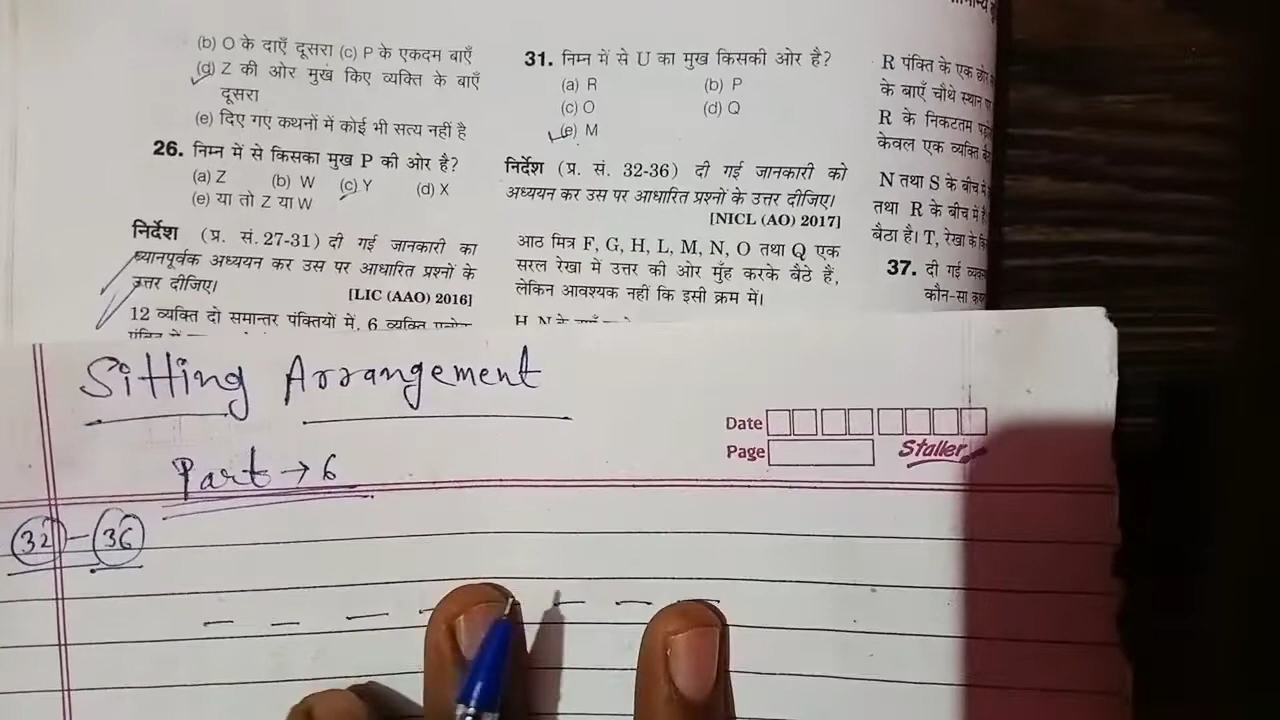 (b) O के दाएँ दूसरा (c) P के एकदम बाएँ
(d) Z की ओर मुख किए व्यक्ति के बाएँ
दूसरा
(e) दिए गए कथनों में कोई भी सत्य नहीं है
26. निम्न में से किसका मुख P की ओर है?
(a) Z (b) W (c) Y (d) X
(e) या तो Z या W
निर्देश (प्र. सं. 27-31) दी गई जानकारी का
ध्यानपूर्वक अध्ययन कर उस पर आधारित प्रश्नों के
उत्तर दीजिए।
[LIC (AAO) 2016]
12 व्यक्ति दो समान्तर पंक्तियों में, 6 व्यक्ति प्रत्येक
31. निम्न में से U का मुख किसकी ओर है?
(a) R (b) P
(c) O (d) Q
(e) M
निर्देश (प्र. सं. 32-36) दी गई जानकारी को
अध्ययन कर उस पर आधारित प्रश्नों के उत्तर दीजिए।
[NICL (AO) 2017]
आठ मित्र F, G, H, L, M, N, O तथा Q एक
सरल रेखा में उत्तर की ओर मुँह करके बैठे हैं,
लेकिन आवश्यक नहीं कि इसी क्रम में।
R पंक्ति के एक छोर
के बाएँ चौथे स्थान
R के निकटतम
केवल एक व्यक्ति
N तथा S के बीच में
तथा R के बीच में
बैठा है। T, रेखा के
37. दी गई
कौन-सा
Sitting Arrangement
Part → 6
Date
Page
Staller
32 - 36